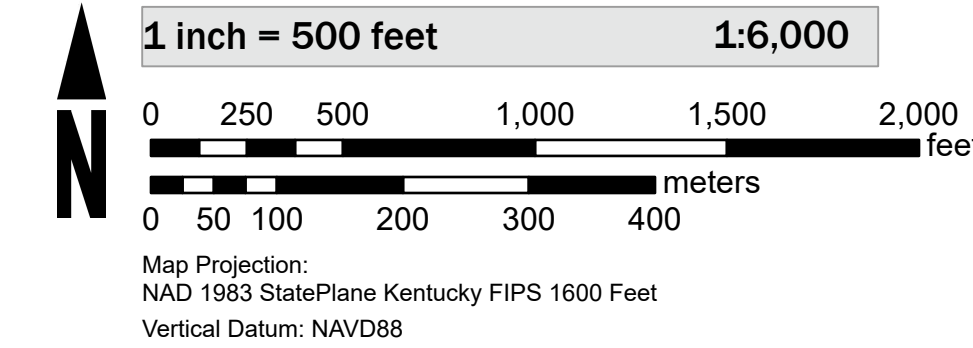 1 inch = 500 feet 1:6,000
0 250 500 1,000 1,500 2,000
feet
meters
0 50 100 200 300 400
N
Map Projection:
NAD 1983 StatePlane Kentucky FIPS 1600 Feet
Vertical Datum: NAVD88